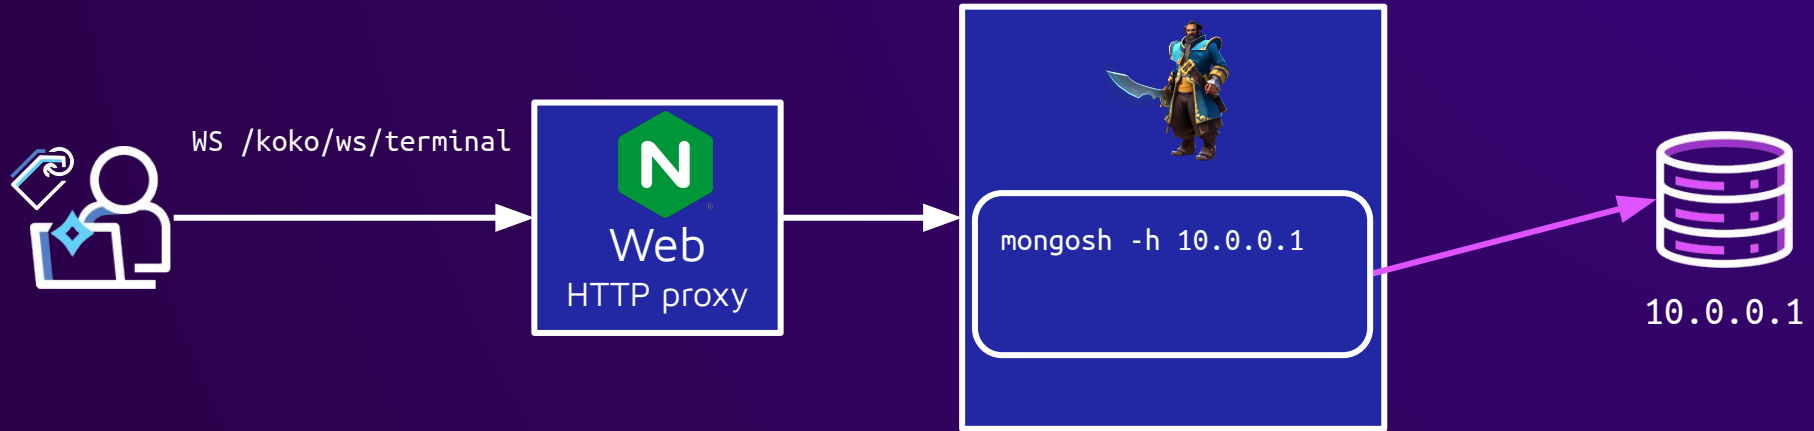 WS /koko/ws/terminal
N
Web
HTTP proxy
mongosh -h 10.0.0.1
10.0.0.1